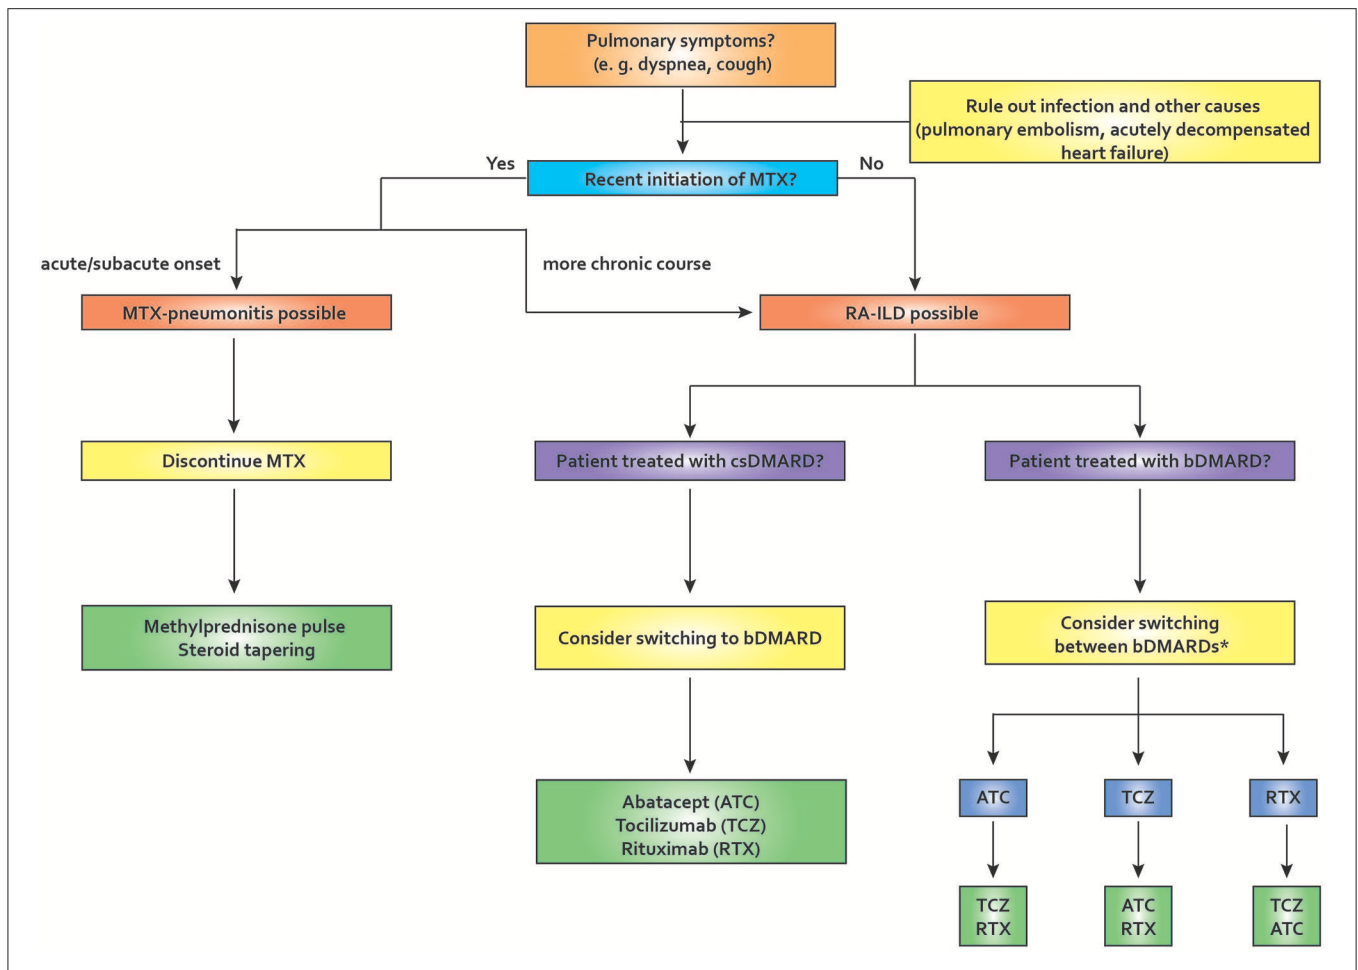 Pulmonary symptoms?
(e. g. dyspnea, cough)
Rule out infection and other causes
(pulmonary embolism, acutely decompensated
heart failure)
Yes
Recent initiation of MTX?
No
acute/subacute onset
more chronic course
MTX-pneumonitis possible
RA-ILD possible
Discontinue MTX
Patient treated with csDMARD?
Patient treated with bDMARD?
Methylprednisone pulse
Steroid tapering
Consider switching to bDMARD
Consider switching
between bDMARDs*
Abatacept (ATC)
Tocilizumab (TCZ)
Rituximab (RTX)
ATC
TCZ
RTX
TCZ
RTX
ATC
RTX
TCZ
ATC